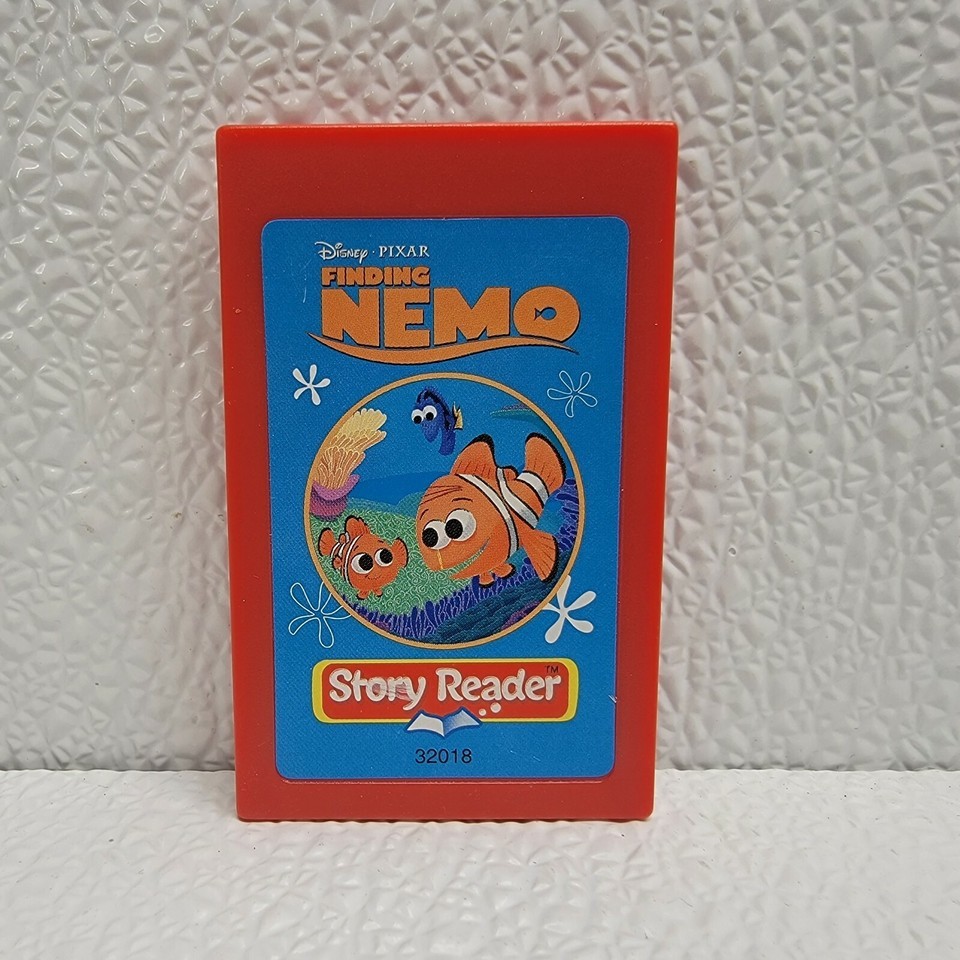 Disney · PIXAR
FINDING
NEMO
Story Reader™
32018